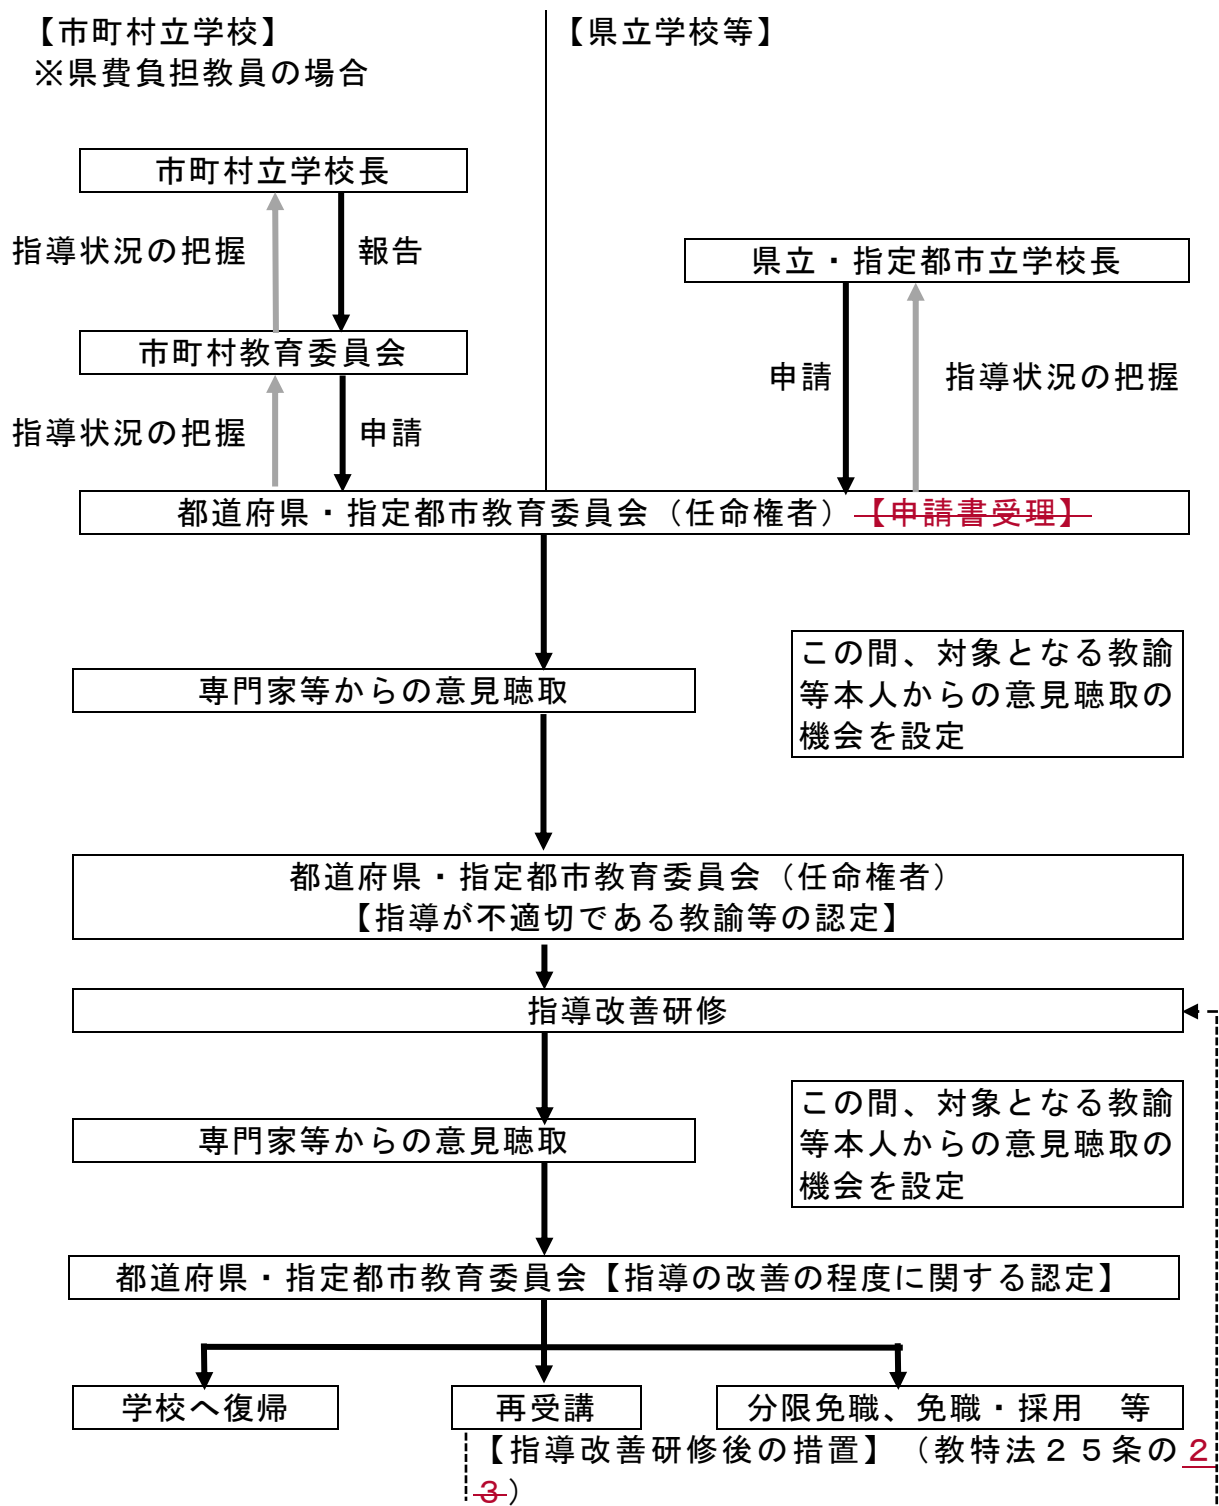 【市町村立学校】
※県費負担教員の場合
【県立学校等】
市町村立学校長
指導状況の把握
報告
市町村教育委員会
指導状況の把握
申請
県立・指定都市立学校長
申請
指導状況の把握
都道府県・指定都市教育委員会（任命権者）【申請書受理】
専門家等からの意見聴取
この間、対象となる教諭
等本人からの意見聴取の
機会を設定
都道府県・指定都市教育委員会（任命権者）
【指導が不適切である教諭等の認定】
指導改善研修
専門家等からの意見聴取
この間、対象となる教諭
等本人からの意見聴取の
機会を設定
都道府県・指定都市教育委員会【指導の改善の程度に関する認定】
学校へ復帰
再受講
分限免職、免職・採用　等
【指導改善研修後の措置】（教特法２５条の２
３）